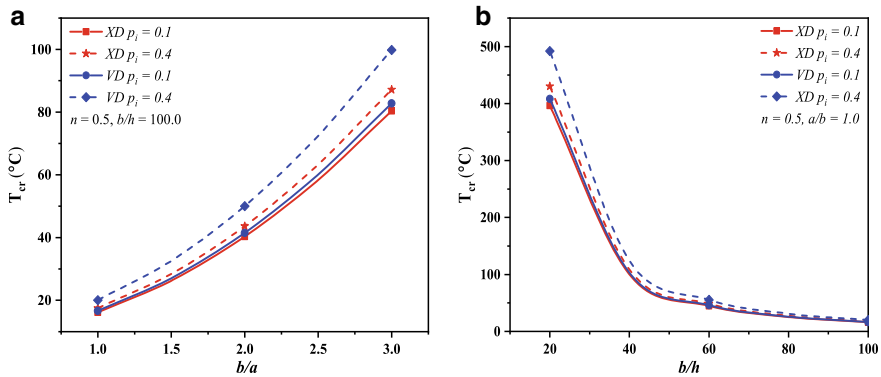 a
XD p_i = 0.1
XD p_i = 0.4
VD p_i = 0.1
VD p_i = 0.4
n = 0.5, b/h = 100.0
T_cr (°C)
100
80
60
40
20
1.0 1.5 2.0 2.5 3.0
b/a
b
XD p_i = 0.1
XD p_i = 0.4
VD p_i = 0.1
XD p_i = 0.4
n = 0.5, a/b = 1.0
T_cr (°C)
500
400
300
200
100
50
0
20 40 60 80 100
b/h